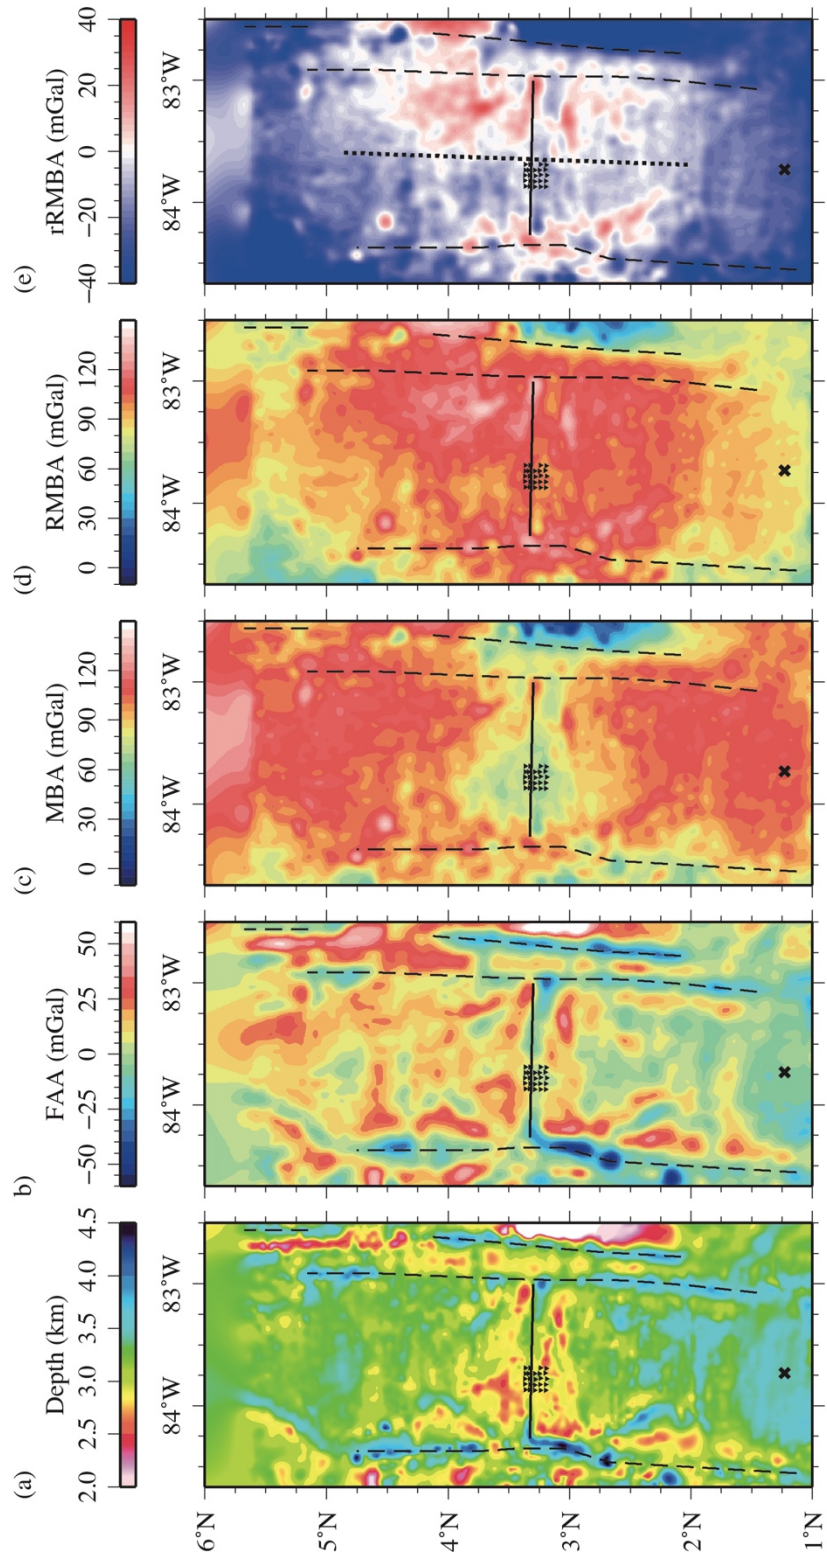 (a)
Depth (km)
2.0 2.5 3.0 3.5 4.0 4.5
84°W 83°W
b)
FAA (mGal)
−50 −25 0 25 50
84°W 83°W
(c)
MBA (mGal)
0 30 60 90 120
84°W 83°W
(d)
RMBA (mGal)
0 30 60 90 120
84°W 83°W
(e)
rRMBA (mGal)
−40 −20 0 20 40
84°W 83°W
6°N
5°N
4°N
3°N
2°N
1°N